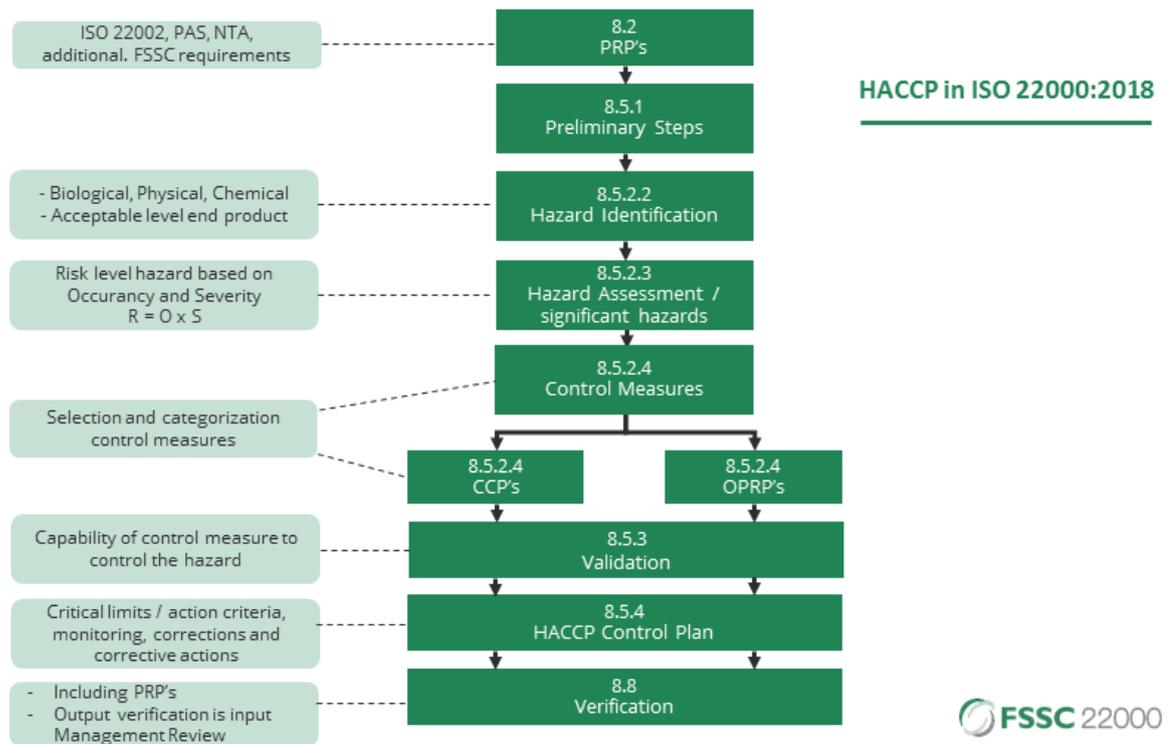 ISO 22002, PAS, NTA,
additional. FSSC requirements
8.2
PRP's
HACCP in ISO 22000:2018
8.5.1
Preliminary Steps
- Biological, Physical, Chemical
- Acceptable level end product
8.5.2.2
Hazard Identification
Risk level hazard based on
Occurancy and Severity
R = O x S
8.5.2.3
Hazard Assessment /
significant hazards
8.5.2.4
Control Measures
Selection and categorization
control measures
8.5.2.4
CCP's
8.5.2.4
OPRP's
Capability of control measure to
control the hazard
8.5.3
Validation
Critical limits / action criteria,
monitoring, corrections and
corrective actions
8.5.4
HACCP Control Plan
- Including PRP's
- Output verification is input
Management Review
8.8
Verification
FSSC 22000